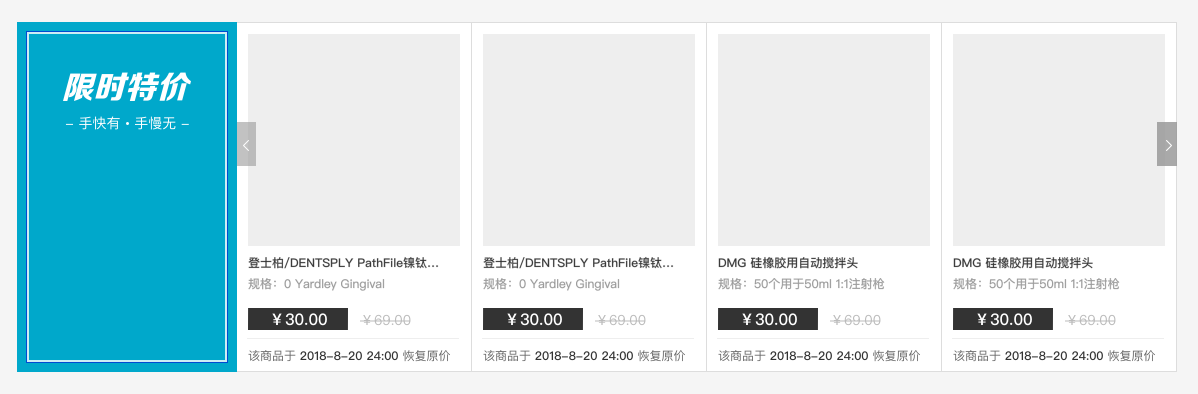 限时特价
– 手快有·手慢无 –
登士柏/DENTSPLY PathFile镍钛...
规格：0 Yardley Gingival
￥30.00 ￥69.00
该商品于 2018-8-20 24:00 恢复原价
登士柏/DENTSPLY PathFile镍钛...
规格：0 Yardley Gingival
￥30.00 ￥69.00
该商品于 2018-8-20 24:00 恢复原价
DMG 硅橡胶用自动搅拌头
规格：50个用于50ml 1:1注射枪
￥30.00 ￥69.00
该商品于 2018-8-20 24:00 恢复原价
DMG 硅橡胶用自动搅拌头
规格：50个用于50ml 1:1注射枪
￥30.00 ￥69.00
该商品于 2018-8-20 24:00 恢复原价